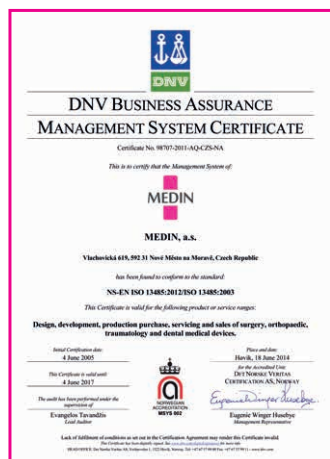 DNV
DNV BUSINESS ASSURANCE
MANAGEMENT SYSTEM CERTIFICATE
Certificate No. 98707-2011-AQ-CZS-NA
This is to certify that the Management System of:
MEDIN
MEDIN, a.s.
Vlachovická 619, 592 31 Nové Město na Moravě, Czech Republic
has been found to conform to the standard:
NS-EN ISO 13485:2012/ISO 13485:2003
This Certificate is valid for the following product or service ranges:
Design, development, production purchase, servicing and sales of surgery, orthopaedic,
traumatology and dental medical devices.
Initial Certification date:
4 June 2005
This Certificate is valid until:
4 June 2017
The audit has been performed under the
supervision of
Evangelos Tavandžis
Lead Auditor
NORWEGIAN
ACCREDITATION
MSYS 002
Place and date:
Høvik, 18 June 2014
for the Accredited Unit:
DET NORSKE VERITAS
CERTIFICATION AS, NORWAY
Eugenie Winger Husebye
Eugenie Winger Husebye
Management Representative
Lack of fulfilment of conditions as set out in the Certification Agreement may render this Certificate invalid.